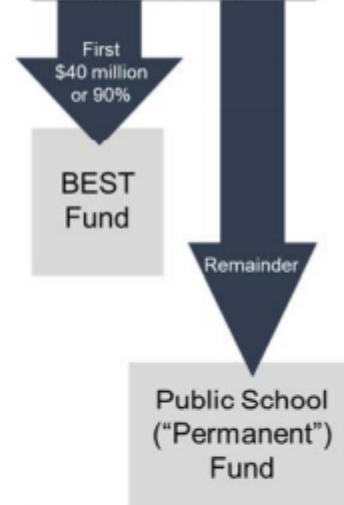 First
$40 million
or 90%
BEST
Fund
Remainder
Public School
("Permanent")
Fund